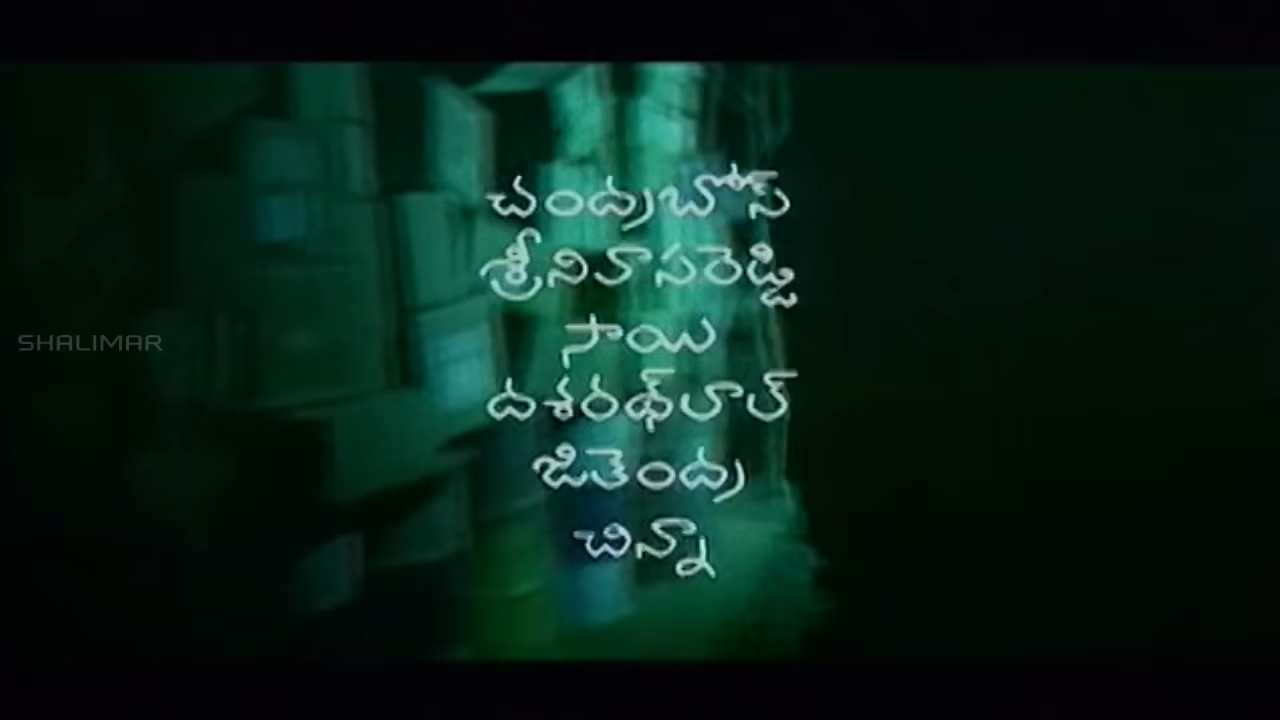 చంద్రబోస్
శ్రీనివాసరెడ్డి
SHALIMAR
సాయి
దశరథ్‌లాల్
జితేంద్ర
చిన్నా